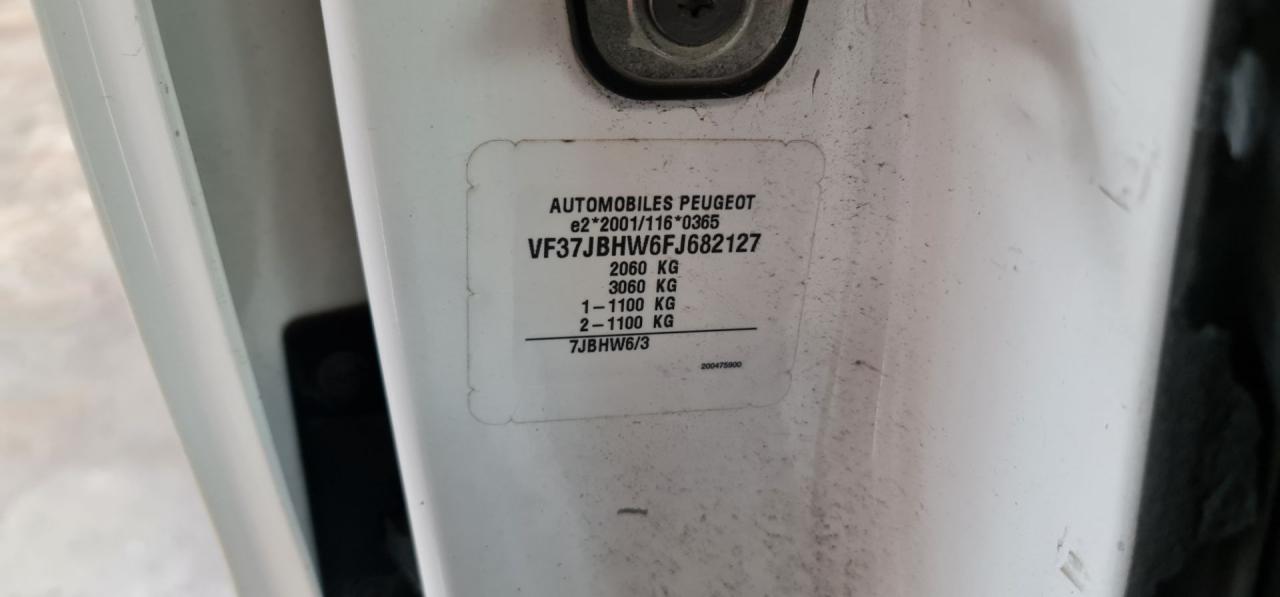 AUTOMOBILES PEUGEOT
e2*2001/116*0365
VF37JBHW6FJ682127
2060 KG
3060 KG
1-1100 KG
2-1100 KG
7JBHW6/3
200475900